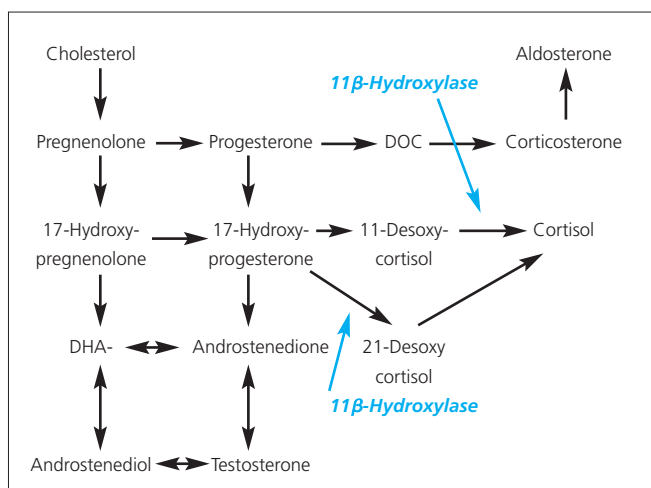 Cholesterol
Aldosterone
11β-Hydroxylase
Pregnenolone
Progesterone
DOC
Corticosterone
17-Hydroxy-
pregnenolone
17-Hydroxy-
progesterone
11-Desoxy-
cortisol
Cortisol
DHA-
Androstenedione
21-Desoxy
cortisol
11β-Hydroxylase
Androstenediol
Testosterone